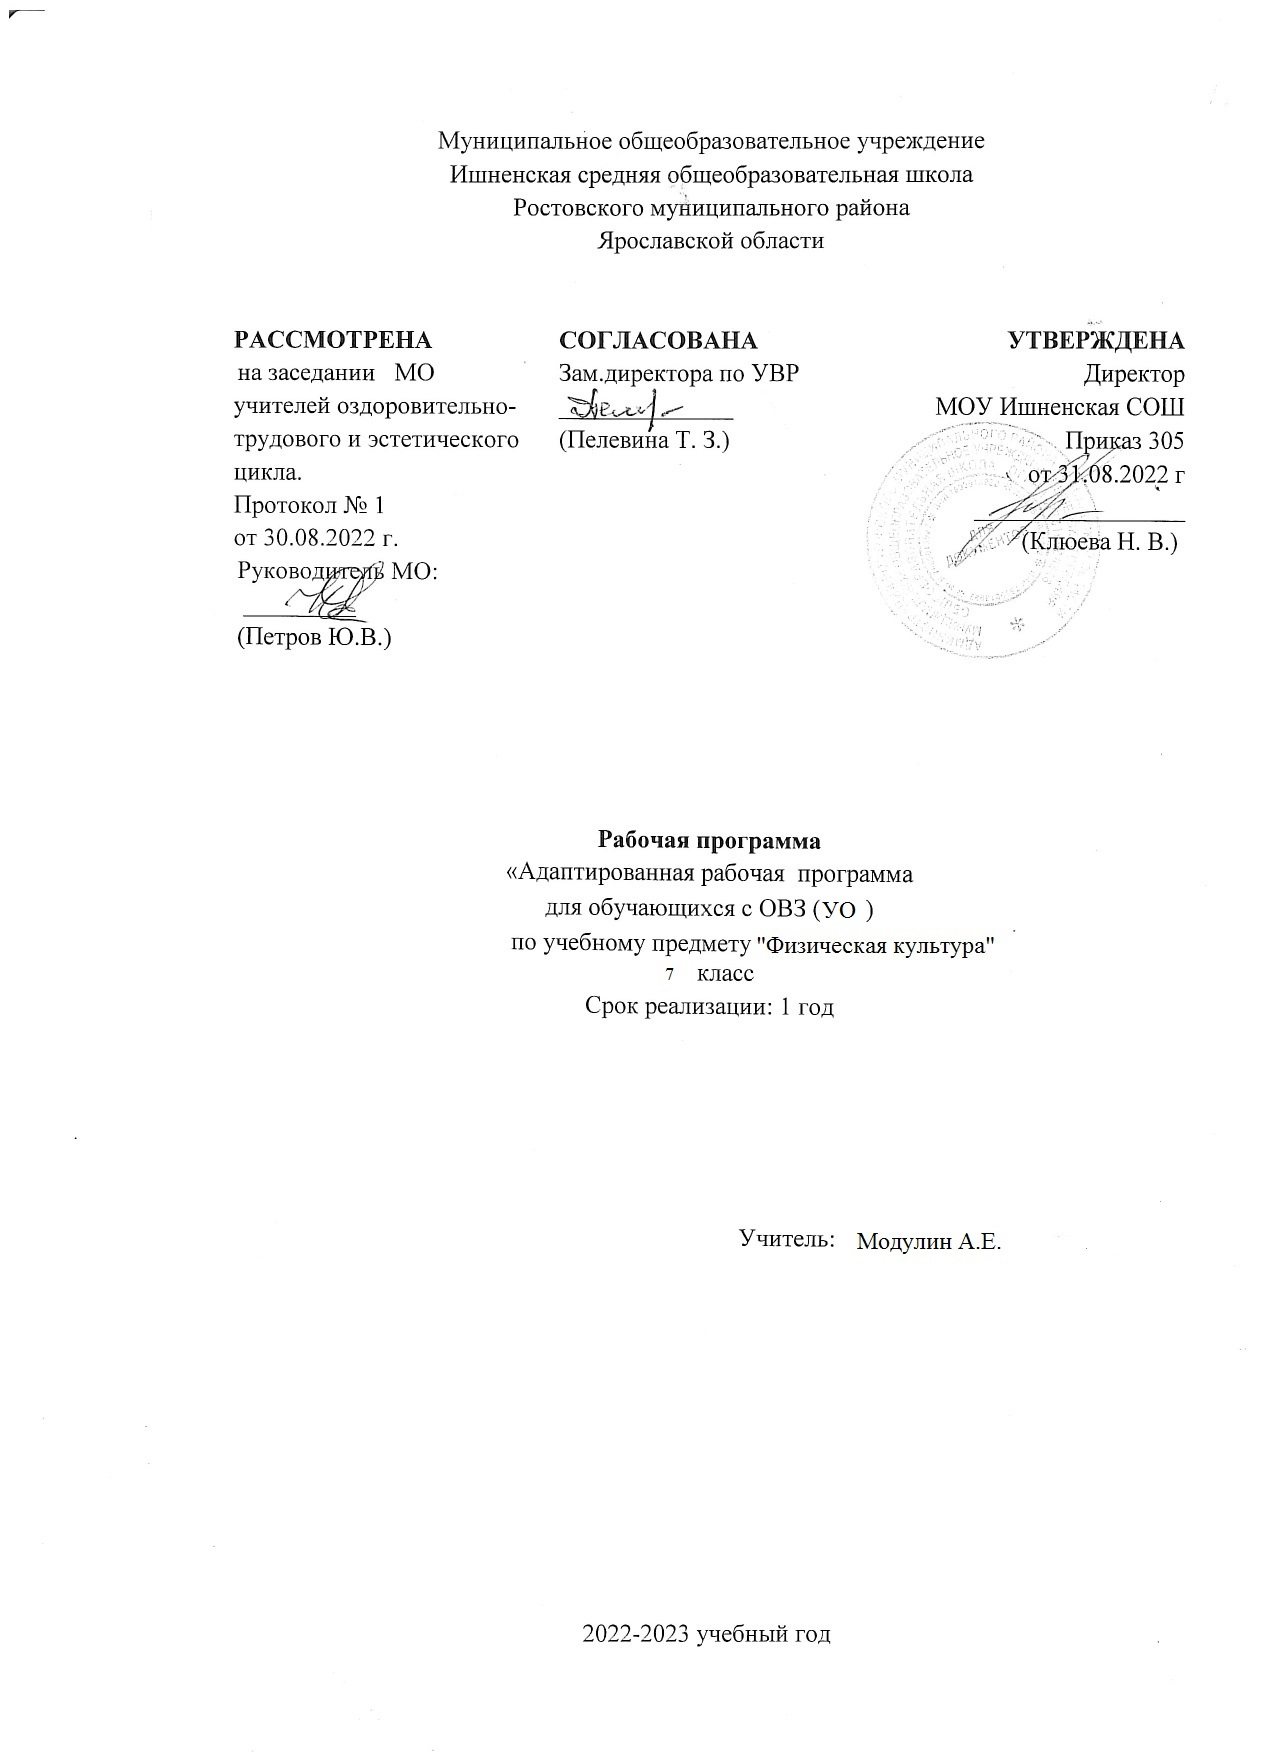 Муниципальное общеобразовательное учреждение
Ишненская средняя общеобразовательная школа
Ростовского муниципального района
Ярославской области
РАССМОТРЕНА
на заседании МО
учителей оздоровительно-
трудового и эстетического
цикла.
Протокол № 1
от 30.08.2022 г.
Руководитель МО:
(Петров Ю.В.)
СОГЛАСОВАНА
Зам.директора по УВР
(Пелевина Т. З.)
УТВЕРЖДЕНА
Директор
МОУ Ишненская СОШ
Приказ 305
от 31.08.2022 г
(Клюева Н. В.)
ДЛЯ
ДОКУМЕНТОВ
Рабочая программа
«Адаптированная рабочая программа
для обучающихся с ОВЗ (УО )
по учебному предмету "Физическая культура"
7 класс
Срок реализации: 1 год
Учитель: Модулин А.Е.
2022-2023 учебный год